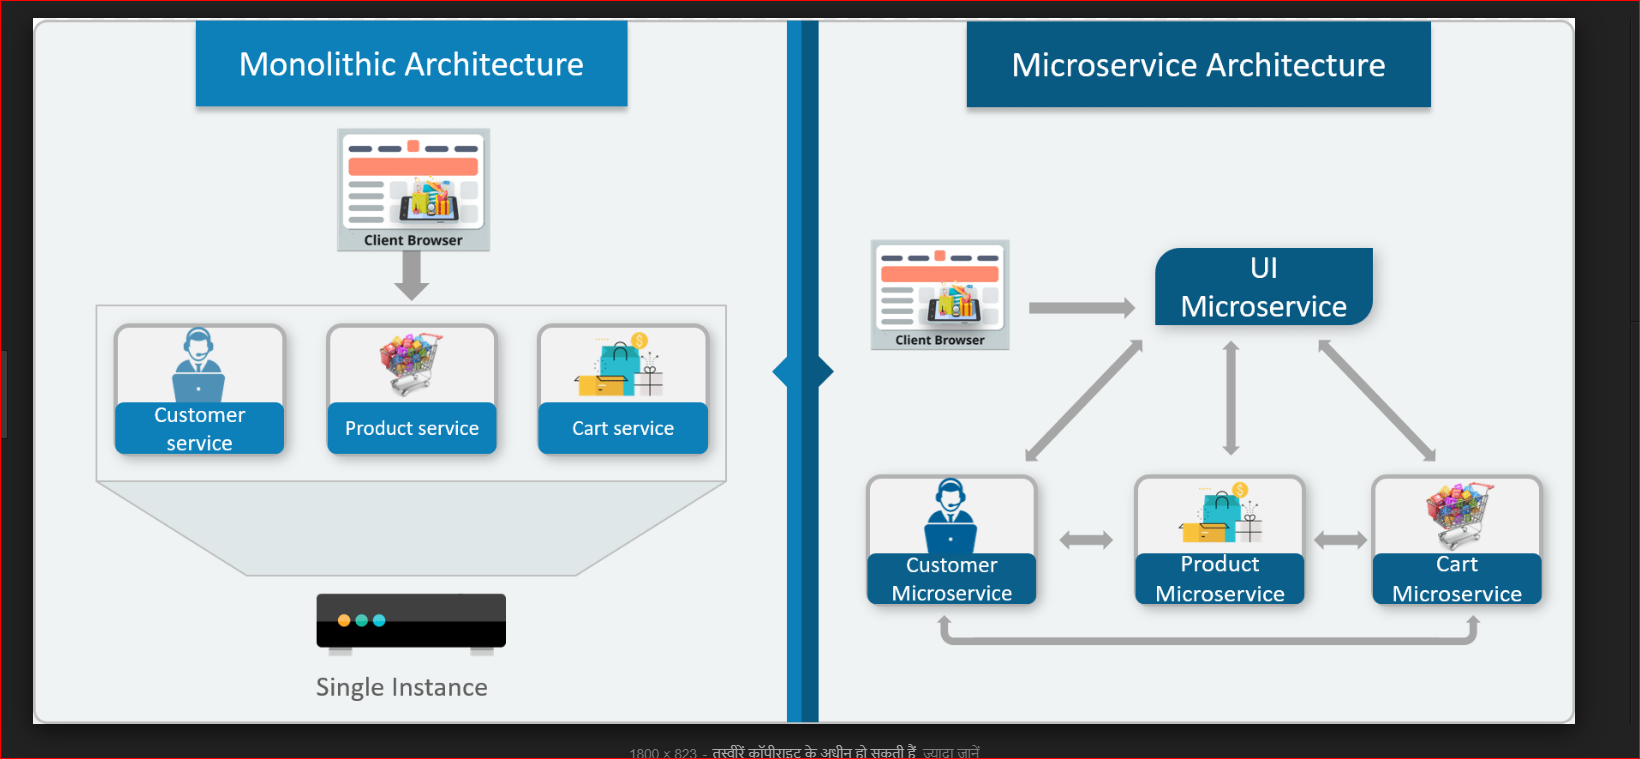 Monolithic Architecture
Client Browser
Customer
service
Product service
Cart service
Single Instance
Microservice Architecture
Client Browser
UI
Microservice
Customer
Microservice
Product
Microservice
Cart
Microservice
1800 × 823 - तस्वीरें कॉपीराइट के अधीन हो सकती हैं ज़्यादा जानें